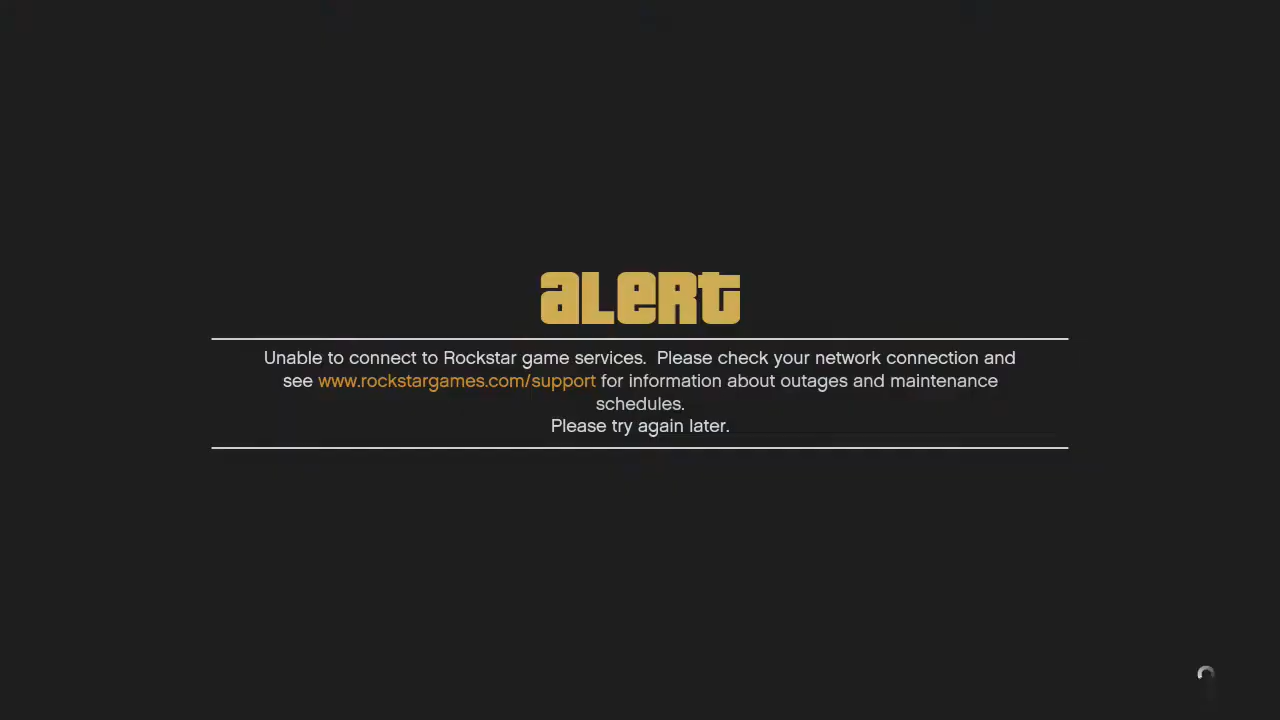 aLeRt
Unable to connect to Rockstar game services.  Please check your network connection and
see www.rockstargames.com/support for information about outages and maintenance
schedules.
Please try again later.